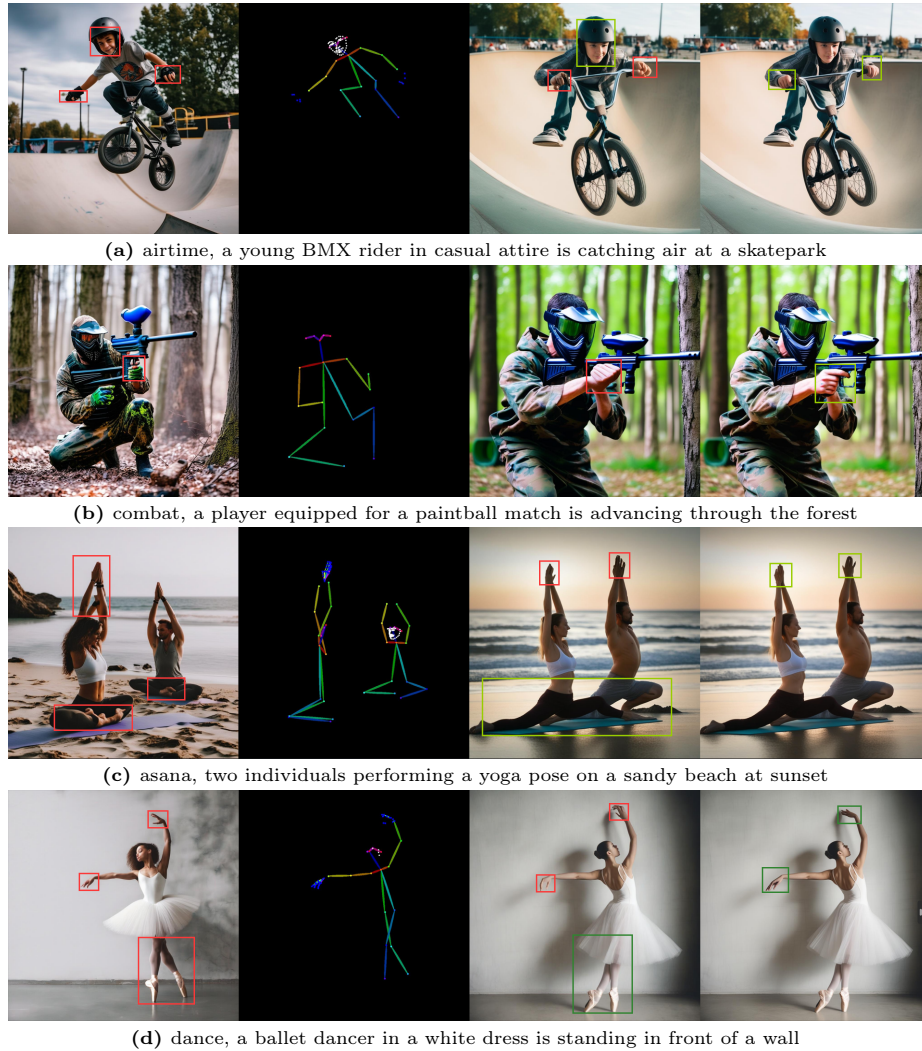 (a) airtime, a young BMX rider in casual attire is catching air at a skatepark
(b) combat, a player equipped for a paintball match is advancing through the forest
(c) asana, two individuals performing a yoga pose on a sandy beach at sunset
(d) dance, a ballet dancer in a white dress is standing in front of a wall